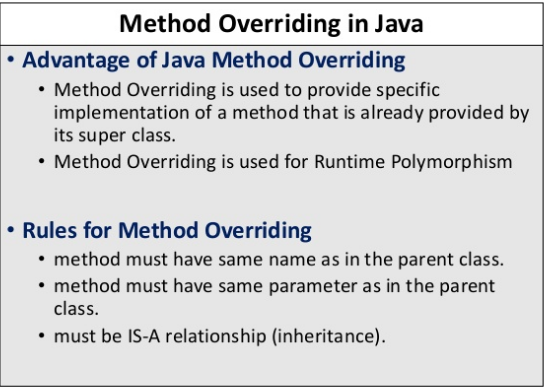 Method Overriding in Java
• Advantage of Java Method Overriding
• Method Overriding is used to provide specific
implementation of a method that is already provided by
its super class.
• Method Overriding is used for Runtime Polymorphism
• Rules for Method Overriding
• method must have same name as in the parent class.
• method must have same parameter as in the parent
class.
• must be IS-A relationship (inheritance).